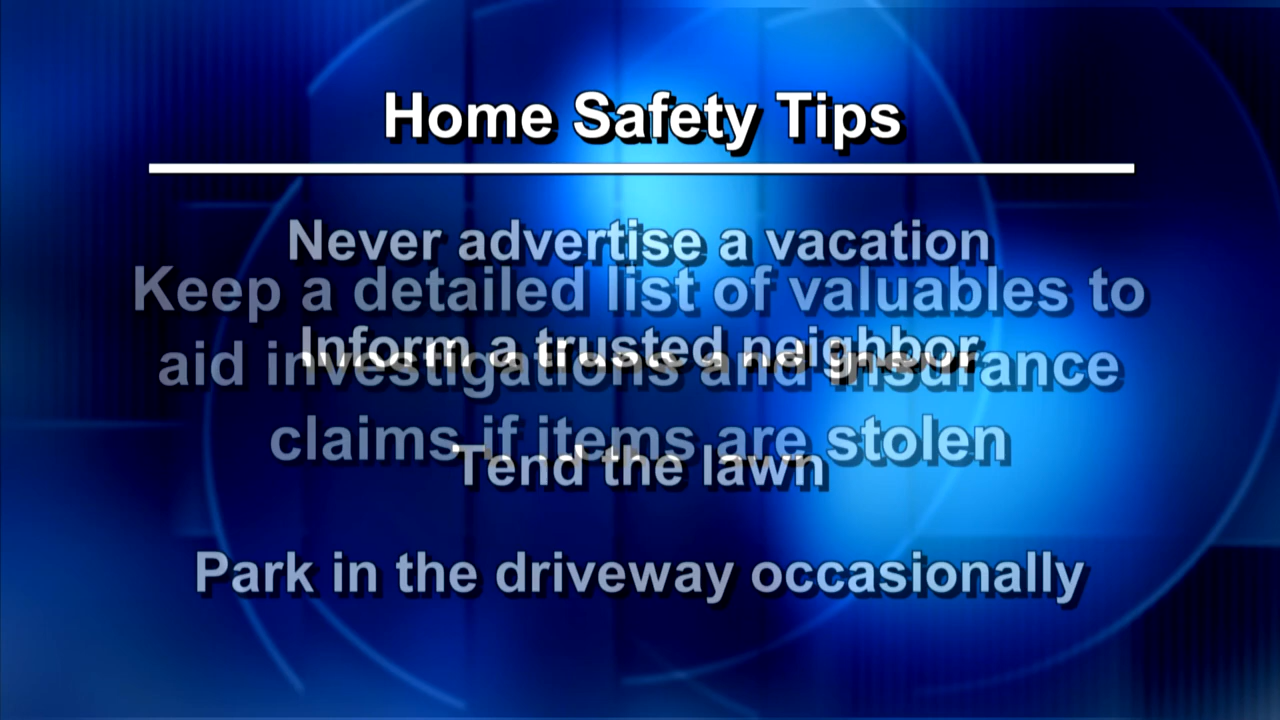 Home Safety Tips
Never advertise a vacation
Keep a detailed list of valuables to
Inform a trusted neighbor
aid investigations and insurance
claims if items are stolen
Tend the lawn
Park in the driveway occasionally